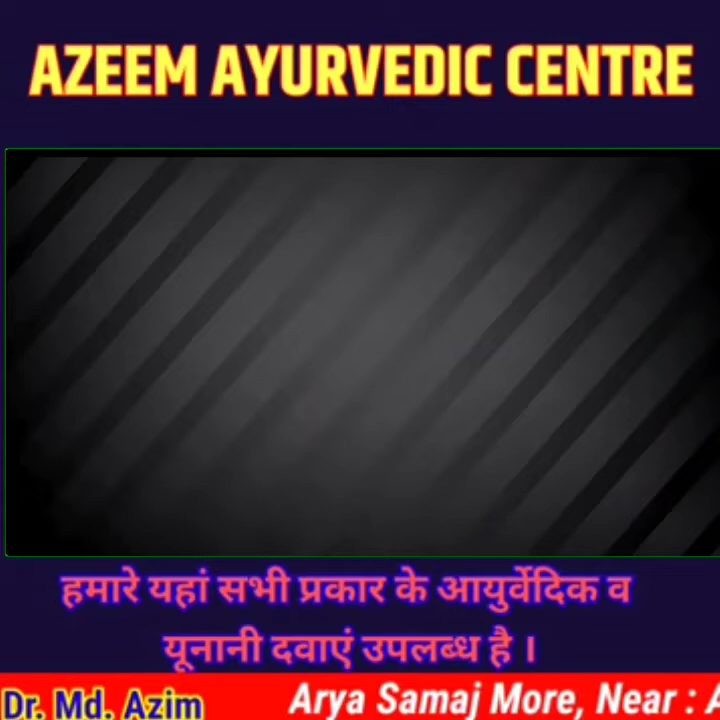 AZEEM AYURVEDIC CENTRE
हमारे यहां सभी प्रकार के आयुर्वेदिक व
यूनानी दवाएं उपलब्ध है ।
Dr. Md. Azim Arya Samaj More, Near :